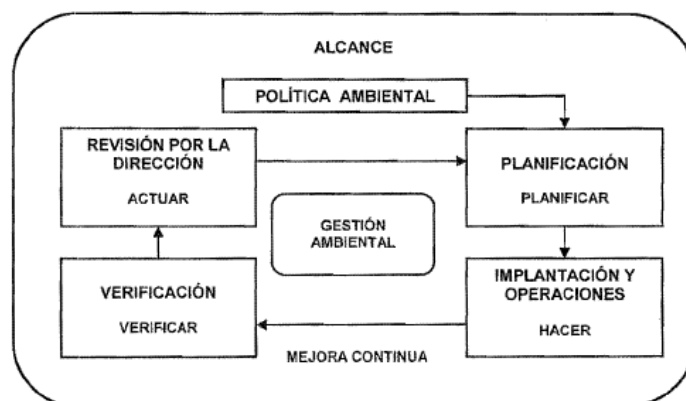 ALCANCE
POLÍTICA AMBIENTAL
REVISIÓN POR LA
DIRECCIÓN
ACTUAR
PLANIFICACIÓN
PLANIFICAR
GESTIÓN
AMBIENTAL
VERIFICACIÓN
VERIFICAR
IMPLANTACIÓN Y
OPERACIONES
HACER
MEJORA CONTINUA